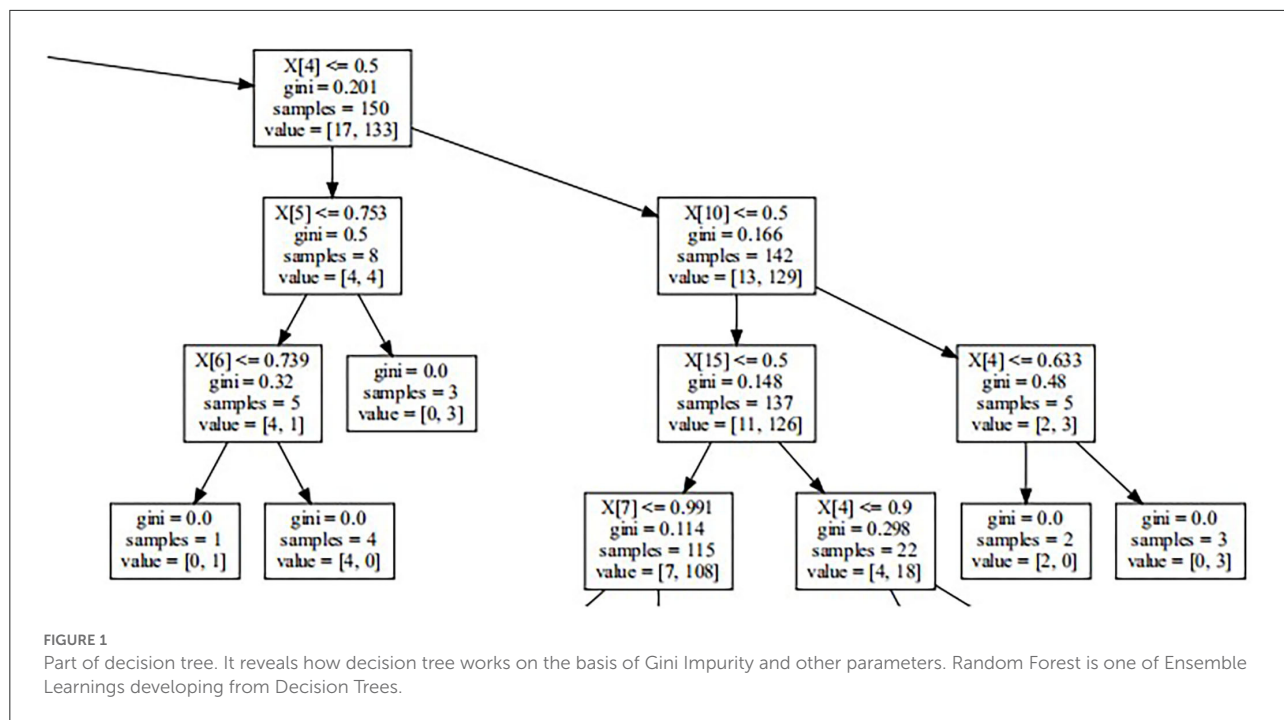 X[4] <= 0.5
gini = 0.201
samples = 150
value = [17, 133]
X[5] <= 0.753
gini = 0.5
samples = 8
value = [4, 4]
X[10] <= 0.5
gini = 0.166
samples = 142
value = [13, 129]
X[6] <= 0.739
gini = 0.32
samples = 5
value = [4, 1]
gini = 0.0
samples = 3
value = [0, 3]
X[15] <= 0.5
gini = 0.148
samples = 137
value = [11, 126]
X[4] <= 0.633
gini = 0.48
samples = 5
value = [2, 3]
gini = 0.0
samples = 1
value = [0, 1]
gini = 0.0
samples = 4
value = [4, 0]
X[7] <= 0.991
gini = 0.114
samples = 115
value = [7, 108]
X[4] <= 0.9
gini = 0.298
samples = 22
value = [4, 18]
gini = 0.0
samples = 2
value = [2, 0]
gini = 0.0
samples = 3
value = [0, 3]
FIGURE 1
Part of decision tree. It reveals how decision tree works on the basis of Gini Impurity and other parameters. Random Forest is one of Ensemble
Learnings developing from Decision Trees.